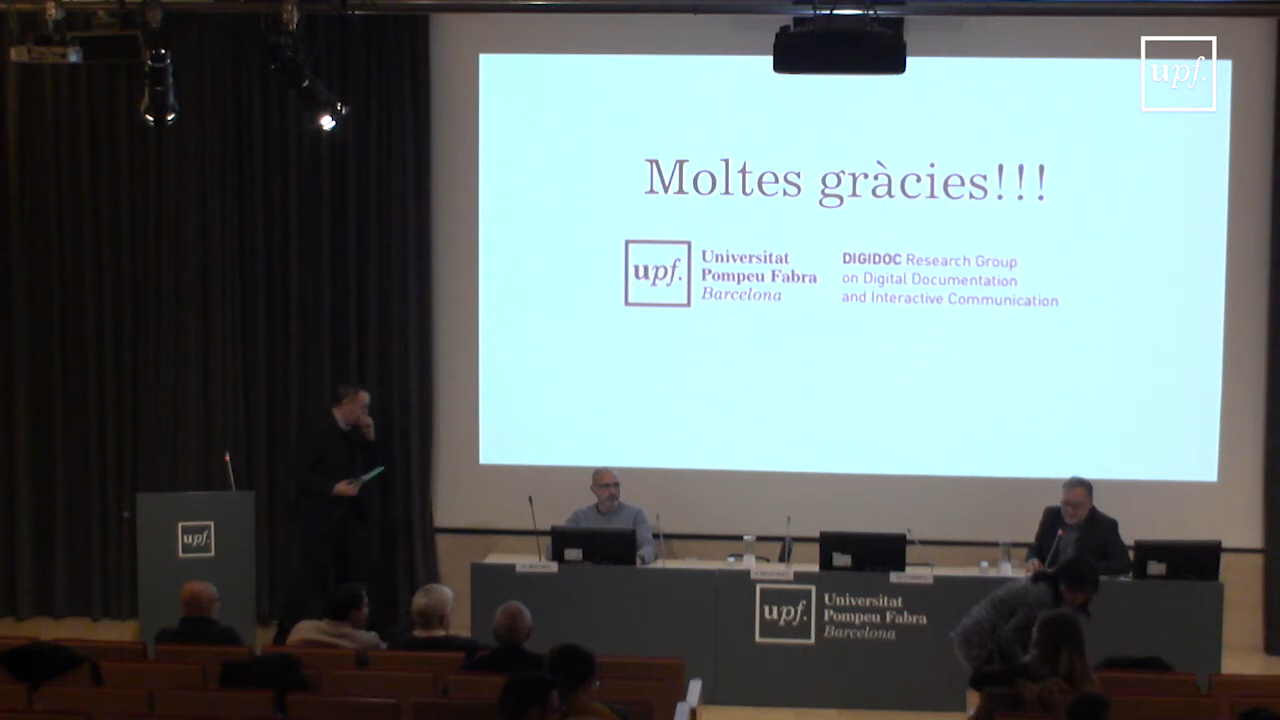 upf.
Moltes gràcies!!!
upf.
Universitat
Pompeu Fabra
Barcelona
DIGIDOC Research Group
on Digital Documentation
and Interactive Communication
upf.
upf.
Universitat
Pompeu Fabra
Barcelona